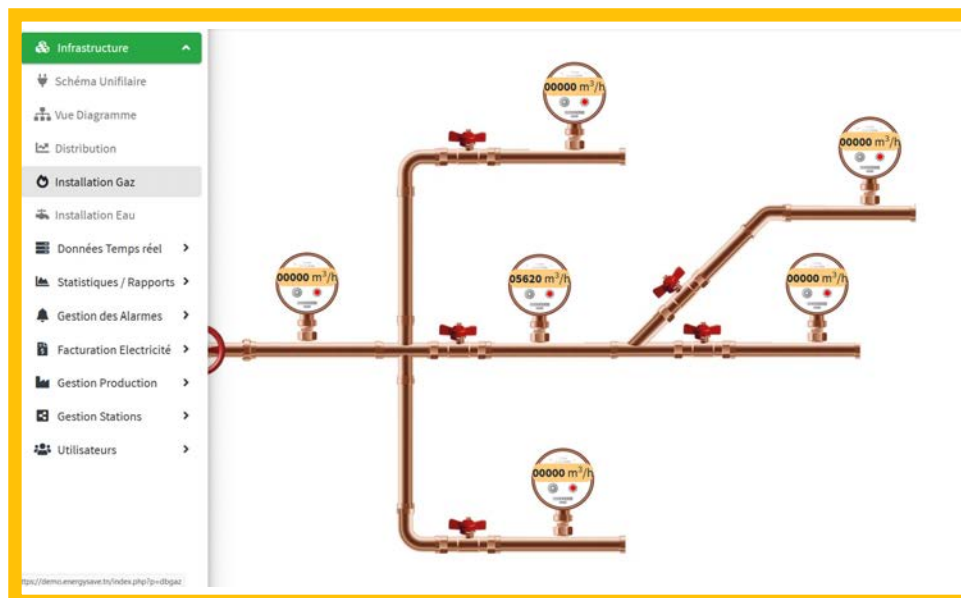 Infrastructure
Schéma Unifilaire
Vue Diagramme
Distribution
Installation Gaz
Installation Eau
Données Temps réel
Statistiques / Rapports
Gestion des Alarmes
Facturation Electricité
Gestion Production
Gestion Stations
Utilisateurs
00000 m³/h
00000 m³/h
00000 m³/h
05620 m³/h
00000 m³/h
00000 m³/h
ttps://demo.energysave.tn/index.php?p=dbgaz